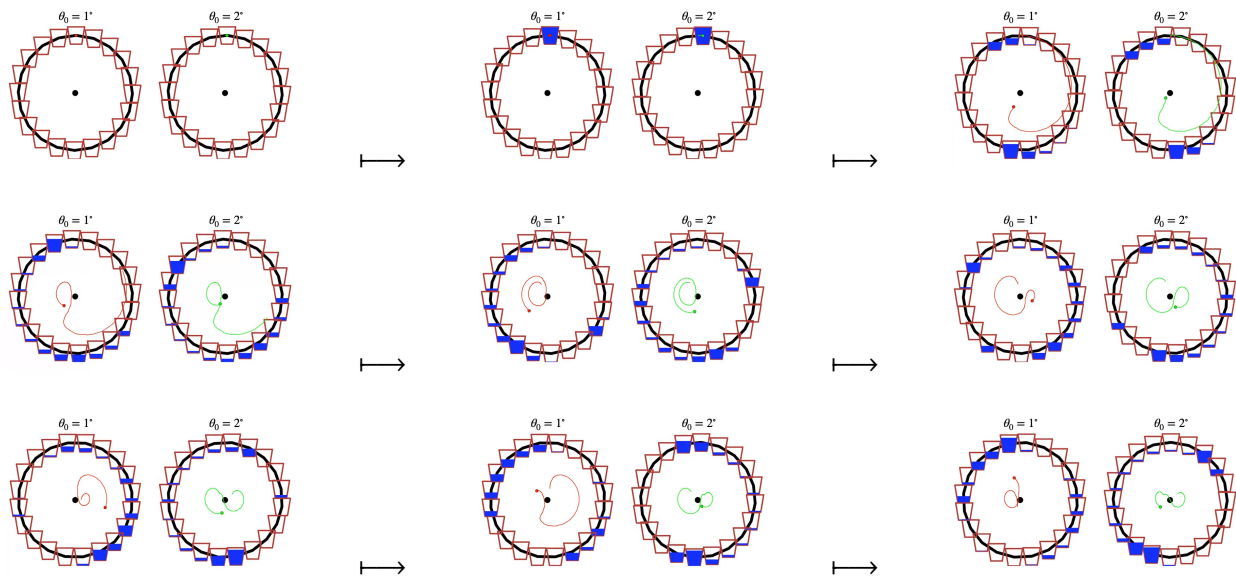 θ₀ = 1° θ₀ = 2° θ₀ = 1° θ₀ = 2° θ₀ = 1° θ₀ = 2°
θ₀ = 1° θ₀ = 2° θ₀ = 1° θ₀ = 2° θ₀ = 1° θ₀ = 2°
θ₀ = 1° θ₀ = 2° θ₀ = 1° θ₀ = 2° θ₀ = 1° θ₀ = 2°